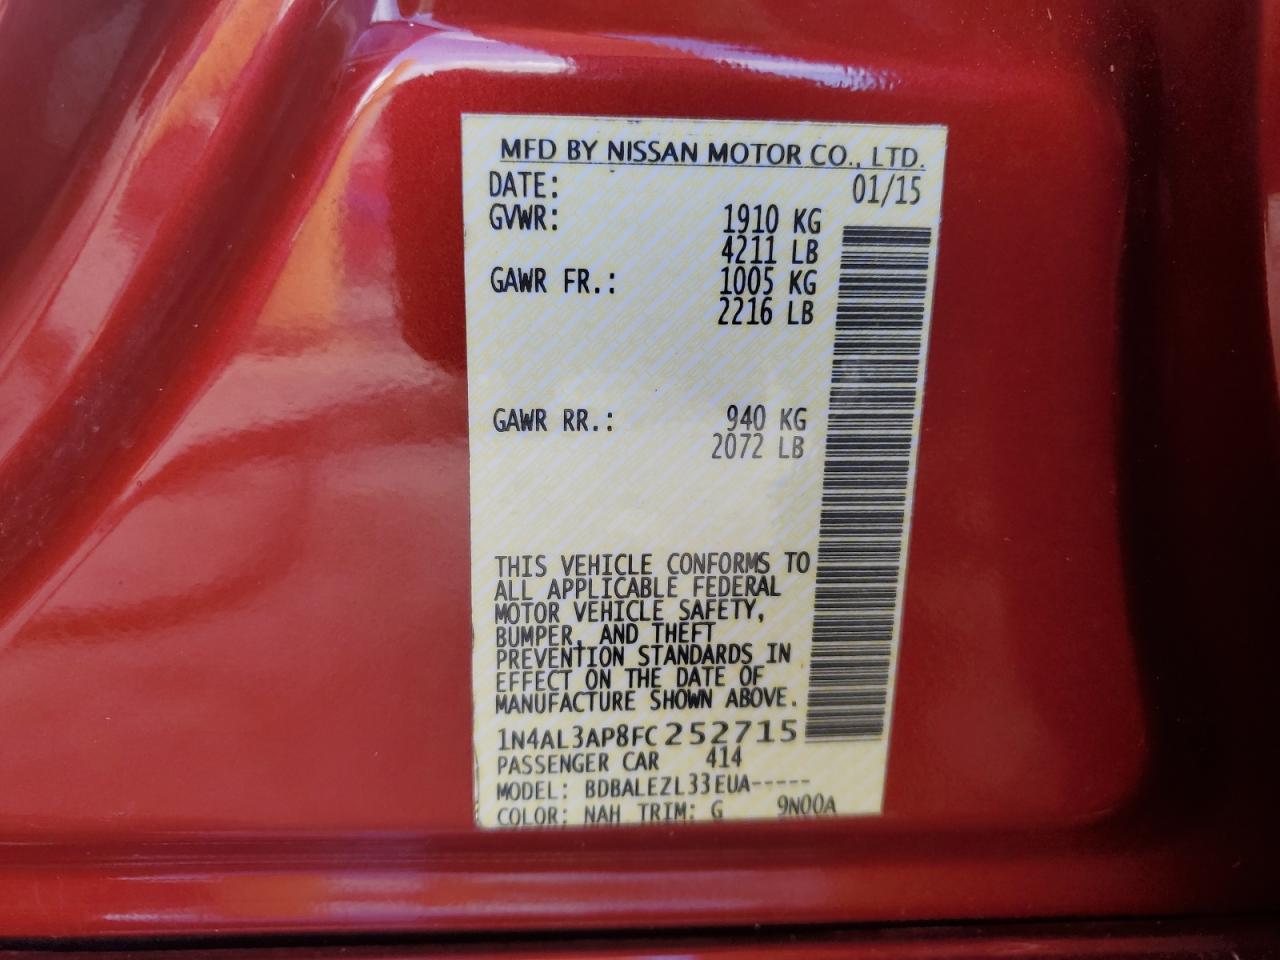 MFD BY NISSAN MOTOR CO., LTD.
DATE: 01/15
GVWR: 1910 KG
4211 LB
GAWR FR.: 1005 KG
2216 LB
GAWR RR.: 940 KG
2072 LB
THIS VEHICLE CONFORMS TO
ALL APPLICABLE FEDERAL
MOTOR VEHICLE SAFETY,
BUMPER, AND THEFT
PREVENTION STANDARDS IN
EFFECT ON THE DATE OF
MANUFACTURE SHOWN ABOVE.
1N4AL3AP8FC252715
PASSENGER CAR 414
MODEL: BDBALEZL33EUA-----
COLOR: NAH TRIM: G 9N00A